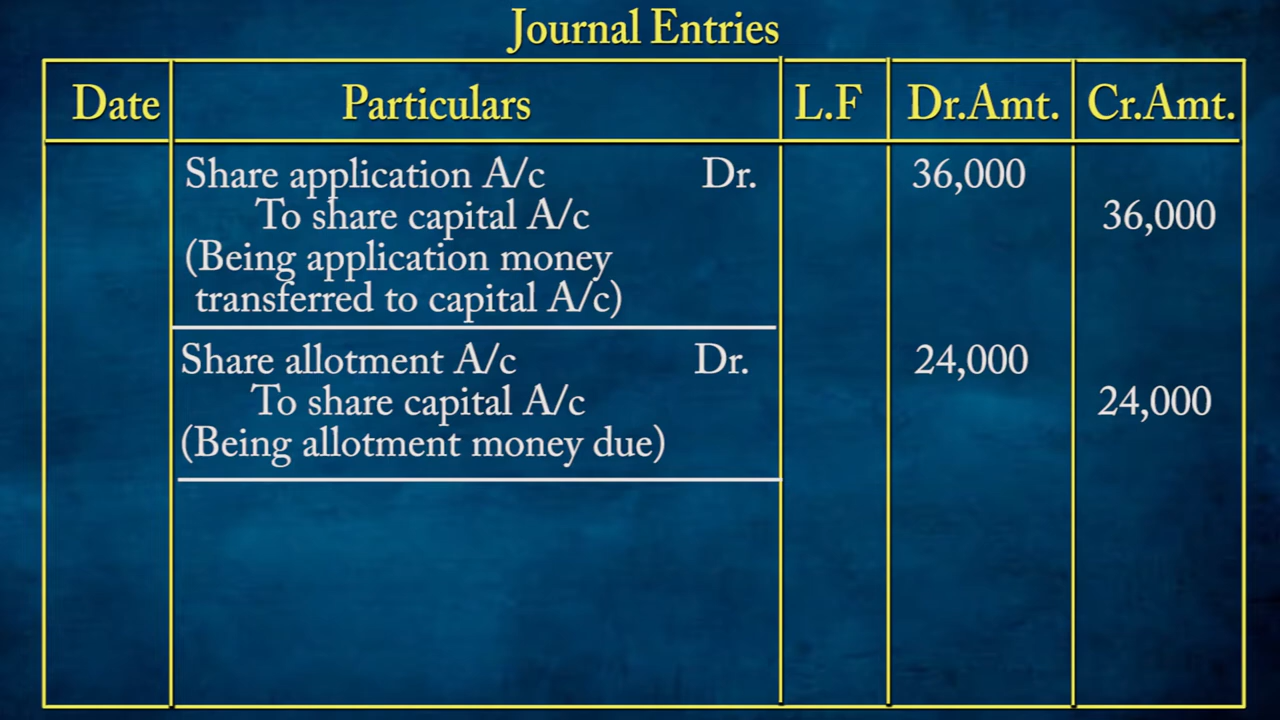 Journal Entries
Date Particulars L.F Dr.Amt. Cr.Amt.
Share application A/c Dr. 36,000
To share capital A/c 36,000
(Being application money
transferred to capital A/c)
Share allotment A/c Dr. 24,000
To share capital A/c 24,000
(Being allotment money due)